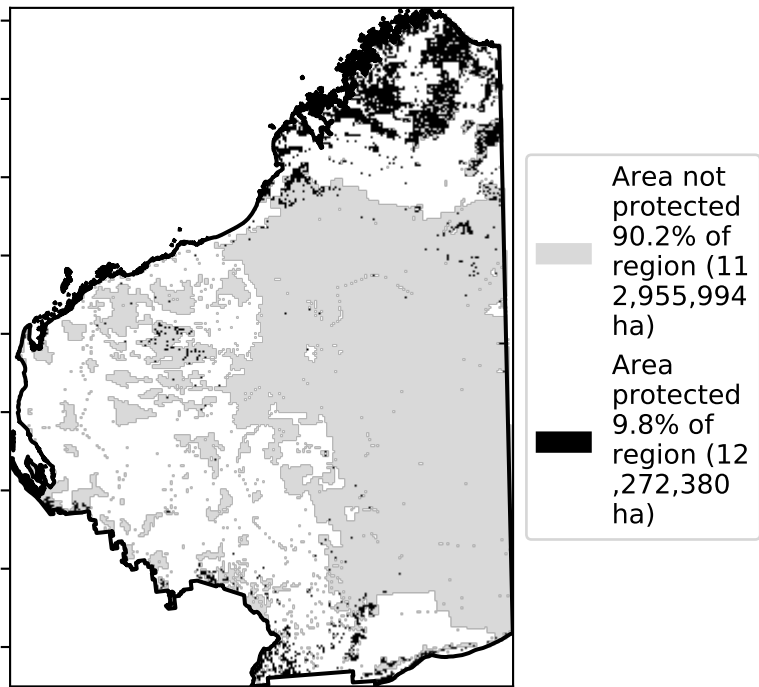 Area not
protected
90.2% of
region (11
2,955,994
ha)
Area
protected
9.8% of
region (12
,272,380
ha)